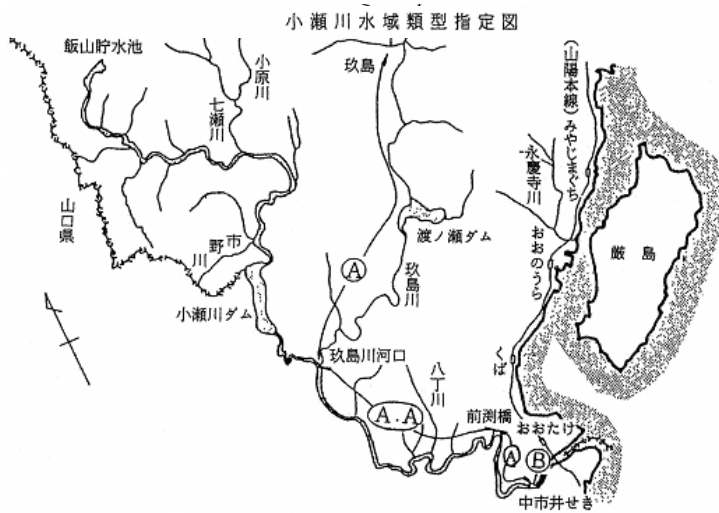 小瀬川水域類型指定図
飯山貯水池
小原川
七瀬川
玖島
(山陽本線)
みやじまぐち
永慶寺川
山口県
野市川
渡ノ瀬ダム
おおのうら
厳島
A
玖島川
小瀬川ダム
くば
玖島川河口
八丁川
A.A
前渕橋
おおたけ
A
B
中市井せき